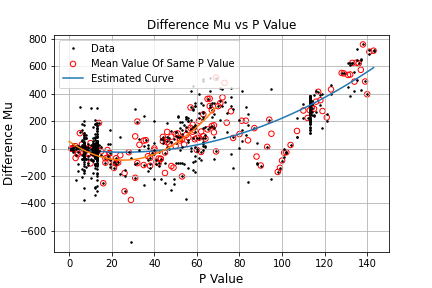 Difference Mu vs P Value
Data
Mean Value Of Same P Value
Estimated Curve
Difference Mu
800
600
400
200
0
−200
−400
−600
0 20 40 60 80 100 120 140
P Value